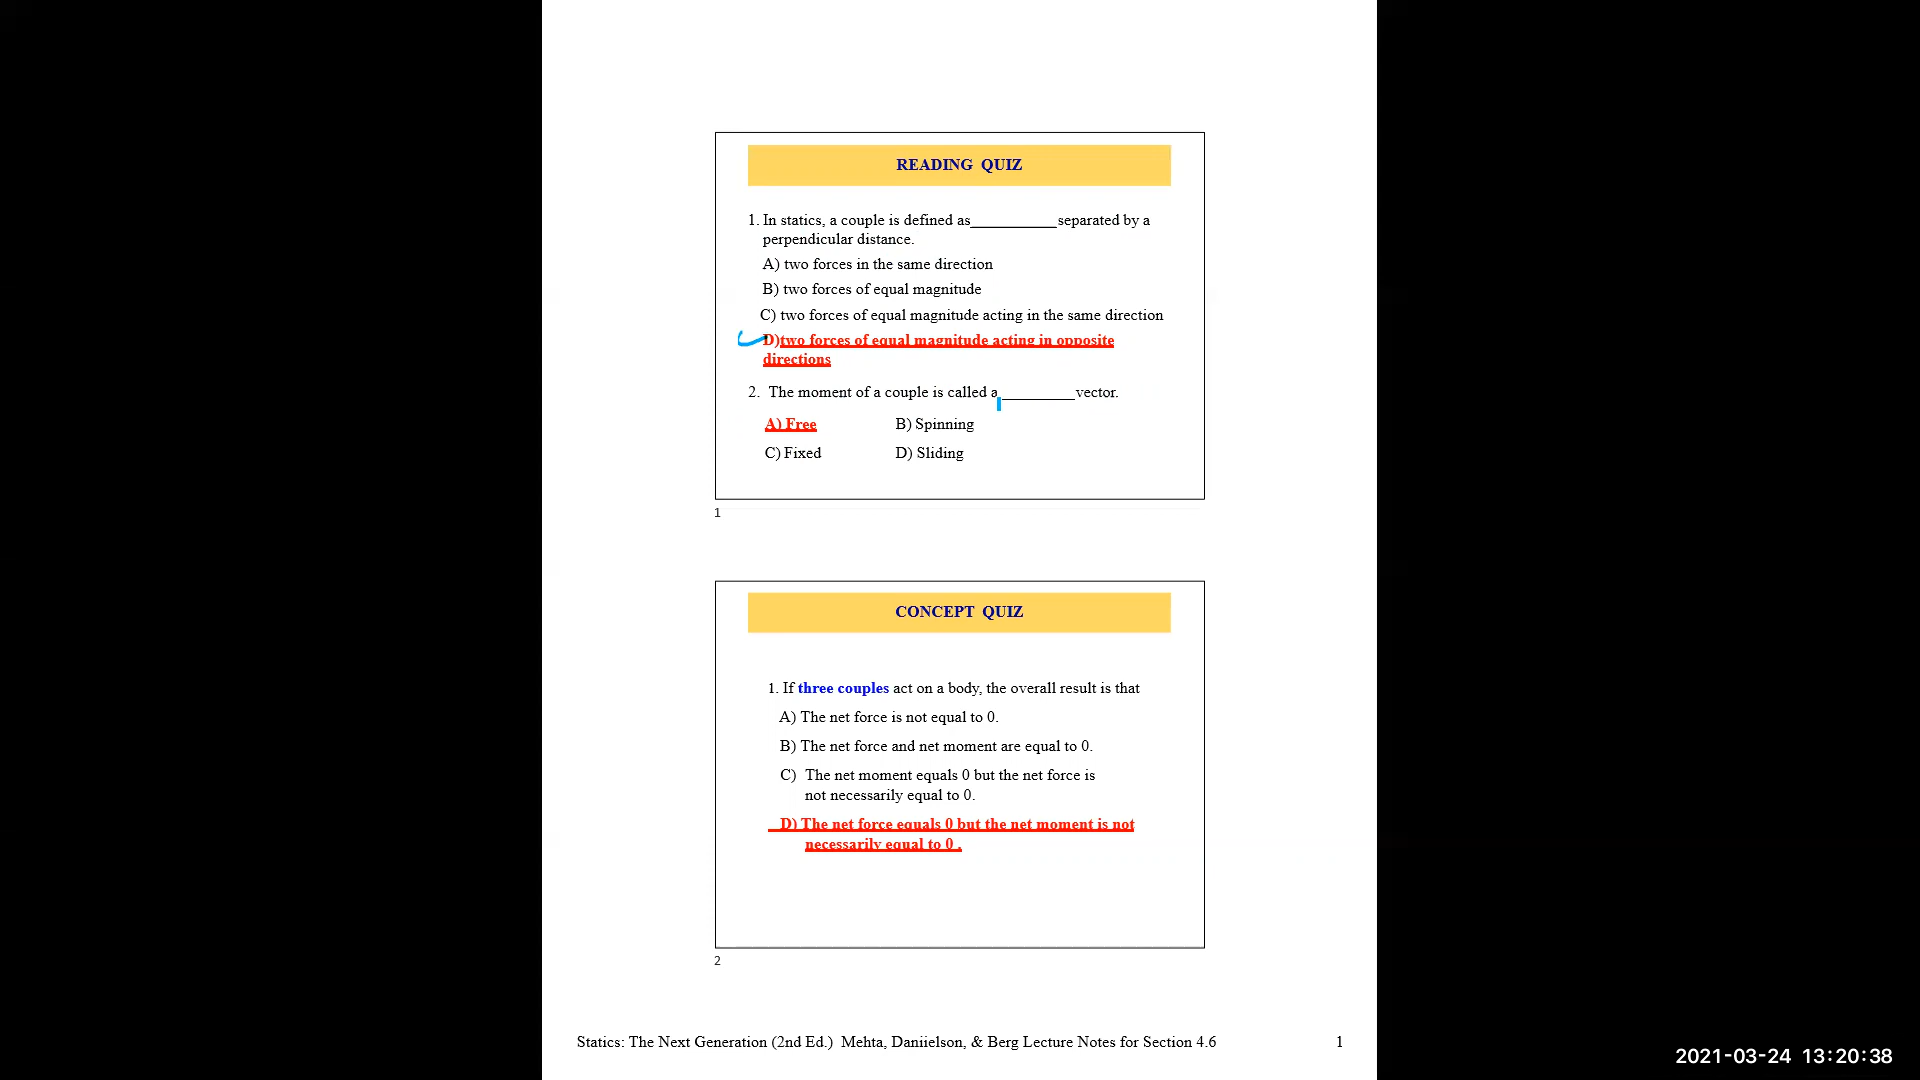 READING QUIZ
1. In statics, a couple is defined as___________separated by a
perpendicular distance.
A) two forces in the same direction
B) two forces of equal magnitude
C) two forces of equal magnitude acting in the same direction
D)two forces of equal magnitude acting in opposite
directions
2. The moment of a couple is called a _________vector.
A) Free B) Spinning
C) Fixed D) Sliding
1
CONCEPT QUIZ
1. If three couples act on a body, the overall result is that
A) The net force is not equal to 0.
B) The net force and net moment are equal to 0.
C) The net moment equals 0 but the net force is
not necessarily equal to 0.
D) The net force equals 0 but the net moment is not
necessarily equal to 0 .
2
Statics: The Next Generation (2nd Ed.) Mehta, Daniielson, & Berg Lecture Notes for Section 4.6 1
2021-03-24 13:20:38